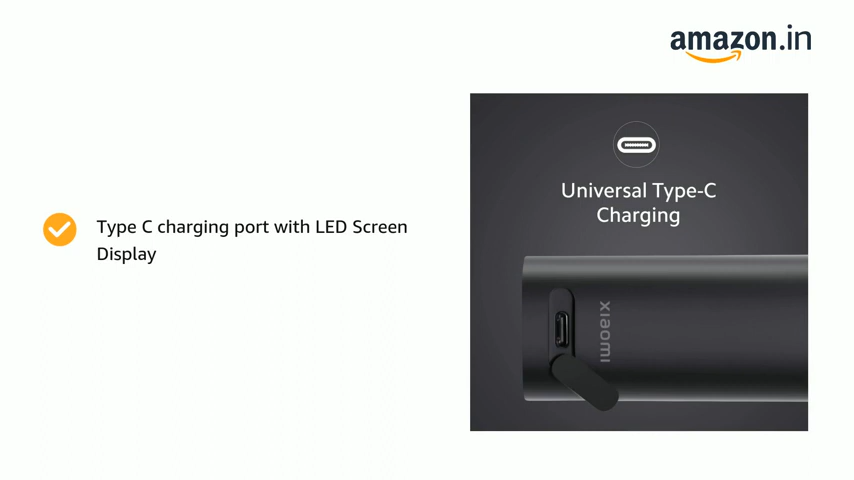 amazon.in
Universal Type-C
Charging
Type C charging port with LED Screen
Display
xiaomi